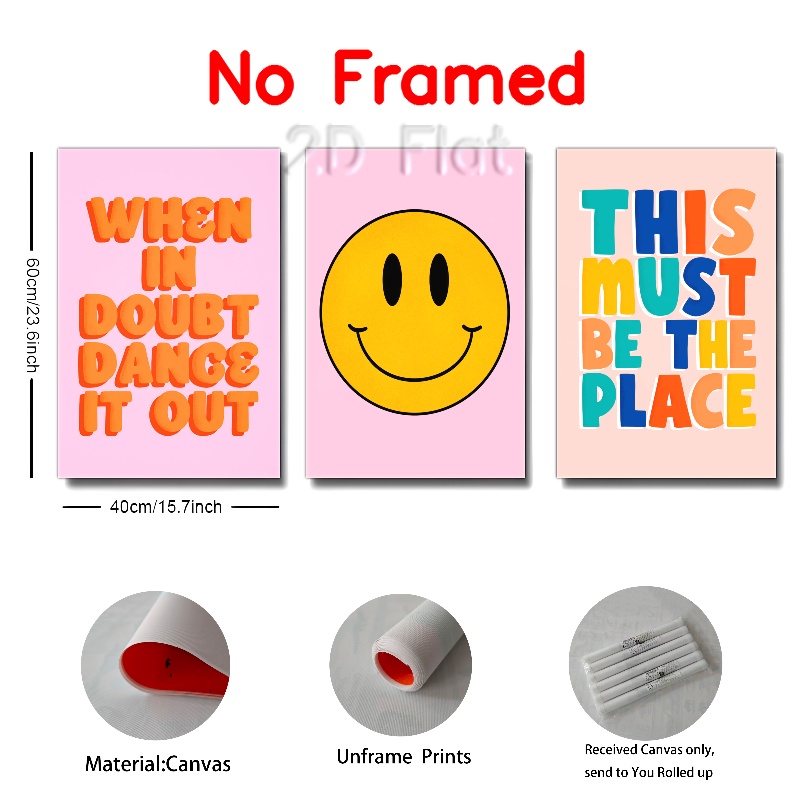 No Framed
2D Flat
WHEN
IN
DOUBT
DANCE
IT OUT
THIS
MUST
BE THE
PLACE
60cm/23.6inch
40cm/15.7inch
Material:Canvas
Unframe Prints
Received Canvas only,
send to You Rolled up